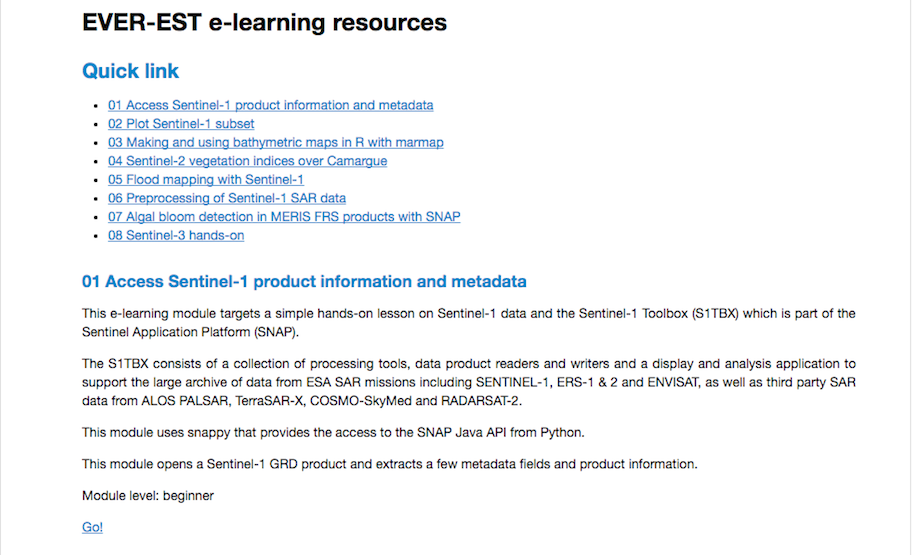 EVER-EST e-learning resources
Quick link
01 Access Sentinel-1 product information and metadata
02 Plot Sentinel-1 subset
03 Making and using bathymetric maps in R with marmap
04 Sentinel-2 vegetation indices over Camargue
05 Flood mapping with Sentinel-1
06 Preprocessing of Sentinel-1 SAR data
07 Algal bloom detection in MERIS FRS products with SNAP
08 Sentinel-3 hands-on
01 Access Sentinel-1 product information and metadata
This e-learning module targets a simple hands-on lesson on Sentinel-1 data and the Sentinel-1 Toolbox (S1TBX) which is part of the
Sentinel Application Platform (SNAP).
The S1TBX consists of a collection of processing tools, data product readers and writers and a display and analysis application to
support the large archive of data from ESA SAR missions including SENTINEL-1, ERS-1 & 2 and ENVISAT, as well as third party SAR
data from ALOS PALSAR, TerraSAR-X, COSMO-SkyMed and RADARSAT-2.
This module uses snappy that provides the access to the SNAP Java API from Python.
This module opens a Sentinel-1 GRD product and extracts a few metadata fields and product information.
Module level: beginner
Go!